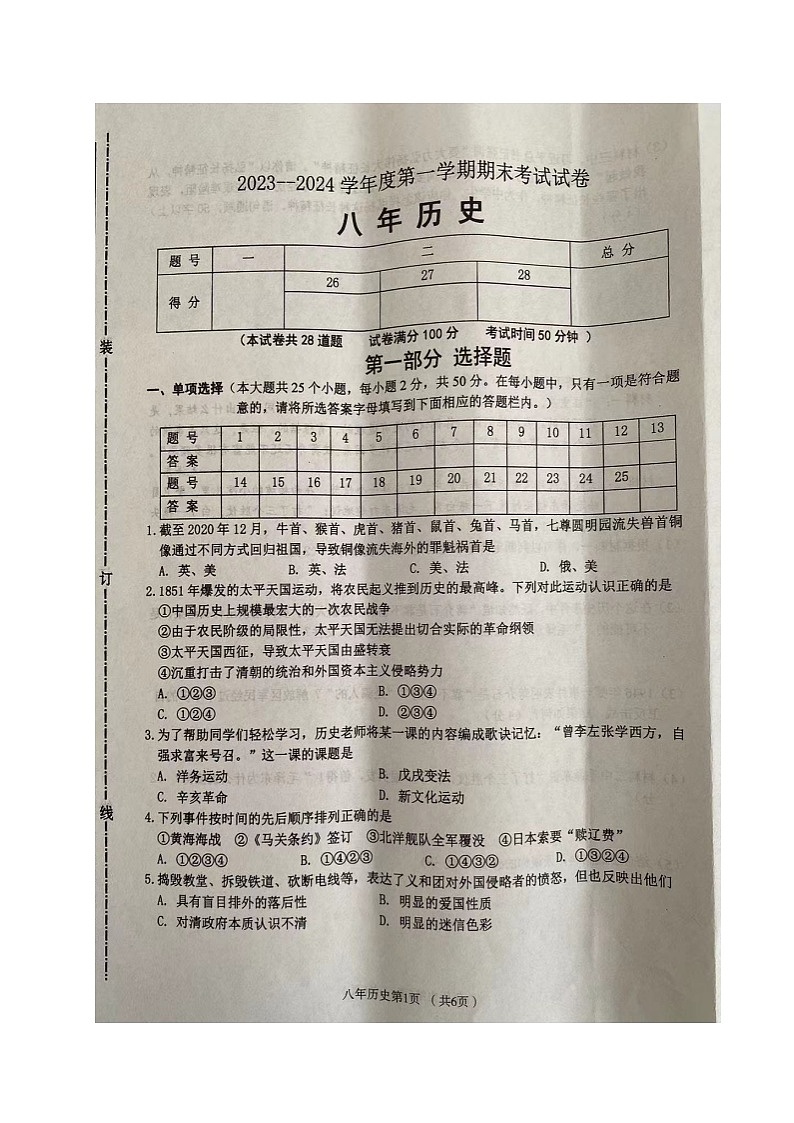 2023--2024 学年度第一学期期末考试试卷
八 年 历 史
题 号 一 二 总 分
26 27 28
得 分
（本试卷共 28 道题 试卷满分 100 分 考试时间 50 分钟 ）
第一部分 选择题
一、单项选择（本大题共 25 个小题，每小题 2 分，共 50 分。在每小题中，只有一项是符合题
意的，请将所选答案字母填写到下面相应的答题栏内。）
题 号 1 2 3 4 5 6 7 8 9 10 11 12 13
答 案
题 号 14 15 16 17 18 19 20 21 22 23 24 25
答 案
1. 截至 2020 年 12 月，牛首、猴首、虎首、猪首、鼠首、兔首、马首，七尊圆明园流失兽首铜
像通过不同方式回归祖国，导致铜像流失海外的罪魁祸首是
A. 英、美 B. 英、法 C. 美、法 D. 俄、美
2. 1851 年爆发的太平天国运动，将农民起义推到历史的最高峰。下列对此运动认识正确的是
①中国历史上规模最宏大的一次农民战争
②由于农民阶级的局限性，太平天国无法提出切合实际的革命纲领
③太平天国西征，导致太平天国由盛转衰
④沉重打击了清朝的统治和外国资本主义侵略势力
A. ①②③ B. ①③④
C. ①②④ D. ②③④
3. 为了帮助同学们轻松学习，历史老师将某一课的内容编成歌诀记忆：“曾李左张学西方，自
强求富来号召。”这一课的课题是
A. 洋务运动 B. 戊戌变法
C. 辛亥革命 D. 新文化运动
4. 下列事件按时间的先后顺序排列正确的是
①黄海海战 ②《马关条约》签订 ③北洋舰队全军覆没 ④日本索要“赎辽费”
A. ①②③④ B. ①④②③ C. ①④③② D. ①③②④
5. 捣毁教堂、拆毁铁道、砍断电线等，表达了义和团对外国侵略者的愤怒，但也反映出他们
A. 具有盲目排外的落后性 B. 明显的爱国性质
C. 对清政府本质认识不清 D. 明显的迷信色彩
八年历史第1页 （共6页）
装
订
线